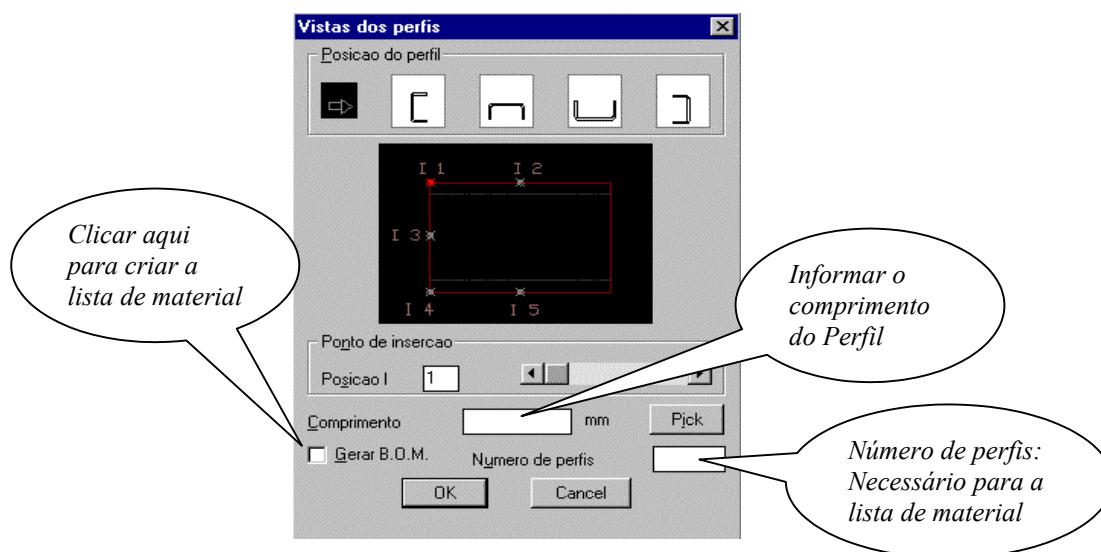 Vistas dos perfis
Posicao do perfil
I 1 I 2
I 3
I 4 I 5
Clicar aqui
para criar a
lista de material
Informar o
comprimento
do Perfil
Ponto de insercao
Posicao I 1
Comprimento mm Pick
Gerar B.O.M. Numero de perfis
OK Cancel
Número de perfis:
Necessário para a
lista de material